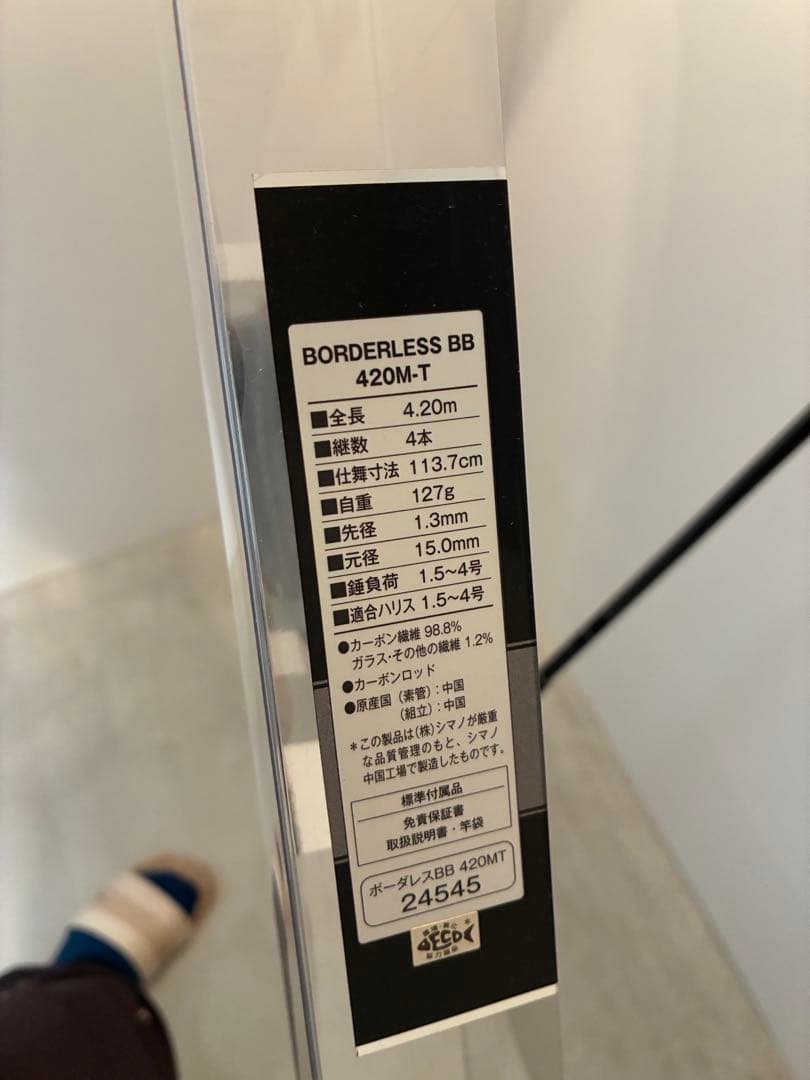 BORDERLESS BB
420M-T
■全長 4.20m
■継数 4本
■仕舞寸法 113.7cm
■自重 127g
■先径 1.3mm
■元径 15.0mm
■錘負荷 1.5〜4号
■適合ハリス 1.5〜4号
●カーボン繊維 98.8%
ガラス・その他の繊維 1.2%
●カーボンロッド
●原産国（素管）：中国
（組立）：中国
＊この製品は(株)シマノが厳重
な品質管理のもと、シマノ
中国工場で製造したものです。
標準付属品
免責保証書
取扱説明書・竿袋
ボーダレスBB 420MT
24545
DECO